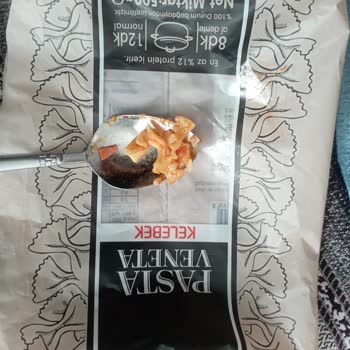 PASTA
VENETA
KELEBEK
En az %12 protein içerir.
8dk
al dente
12dk
normal
%100 Durum buğdayından üretilmiştir.
Net Miktar:500g e